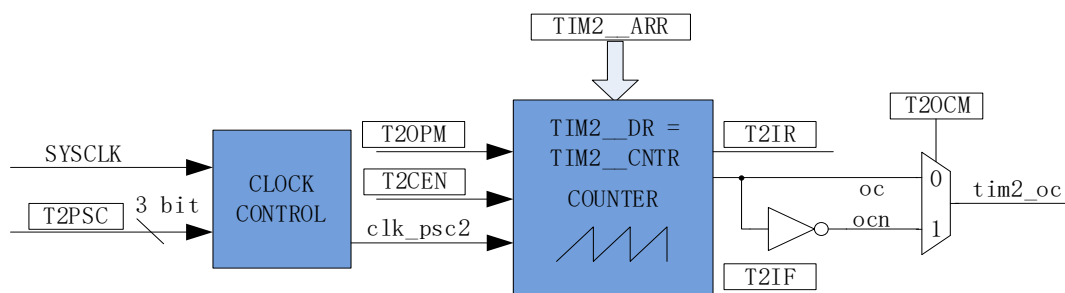 TIM2__ARR
T2OCM
T2OPM
TIM2__DR =
TIM2__CNTR
T2IR
SYSCLK
CLOCK
CONTROL
T2CEN
COUNTER
oc
0
tim2_oc
T2PSC
3 bit
clk_psc2
ocn
1
T2IF